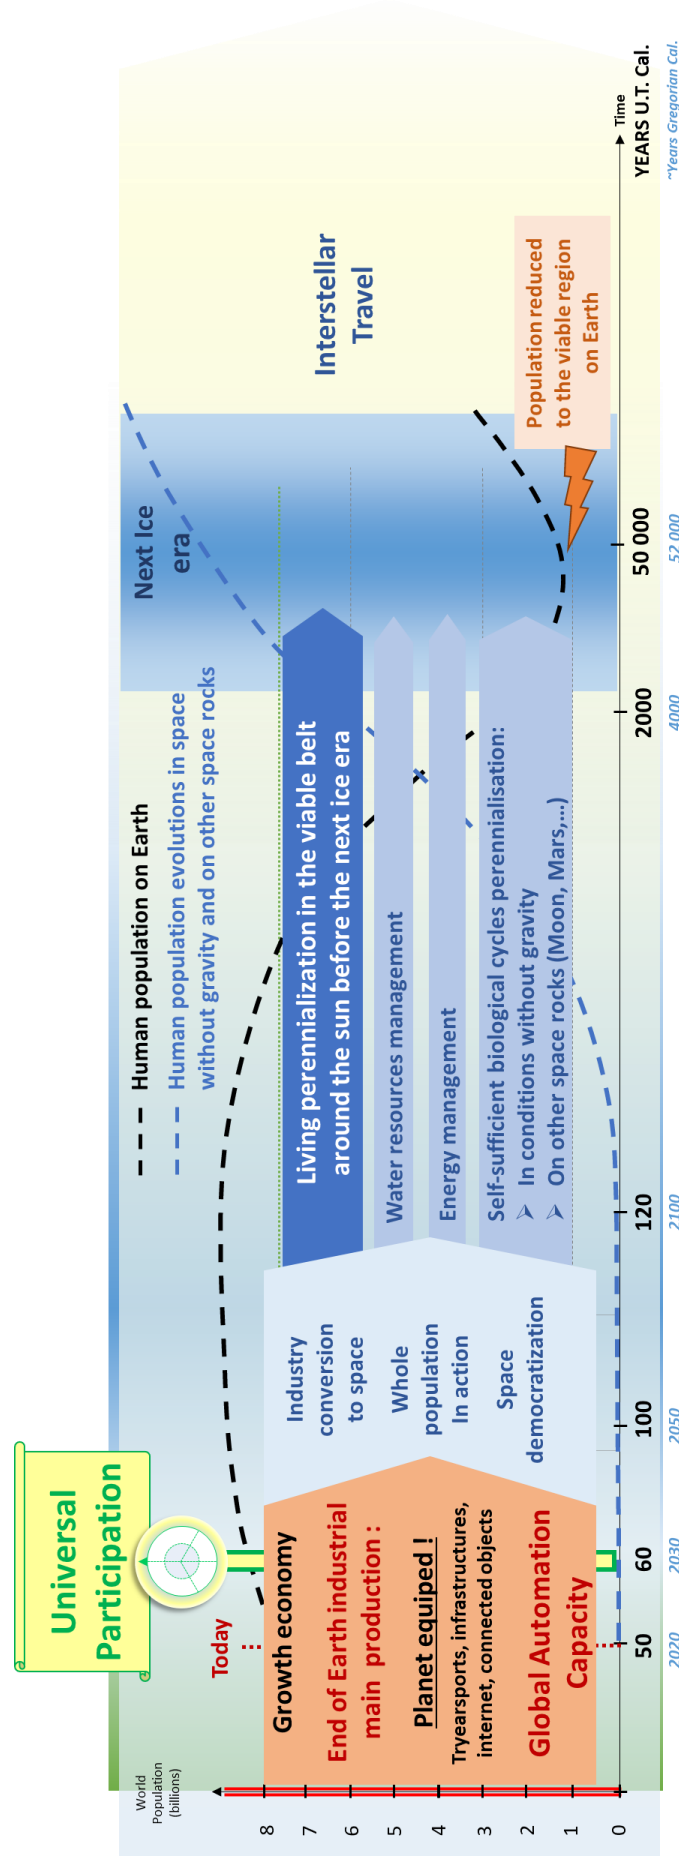 Universal
Participation
World
Population
(billions)
Today
Human population on Earth
Human population evolutions in space
without gravity and on other space rocks
Next Ice
era
Interstellar
Travel
Growth economy
End of Earth industrial
main production :
Planet equiped !
Tryearsports, infrastructures,
internet, connected objects
Global Automation
Capacity
Industry
conversion
to space
Whole
population
In action
Space
democratization
Living perennialization in the viable belt
around the sun before the next ice era
Water resources management
Energy management
Self-sufficient biological cycles perennialisation:
➢ In conditions without gravity
➢ On other space rocks (Moon, Mars,...)
Population reduced
to the viable region
on Earth
8
7
6
5
4
3
2
1
0
50
60
100
120
2000
50 000
Time
YEARS U.T. Cal.
2020
2030
2050
2100
4000
52 000
~Years Gregorian Cal.